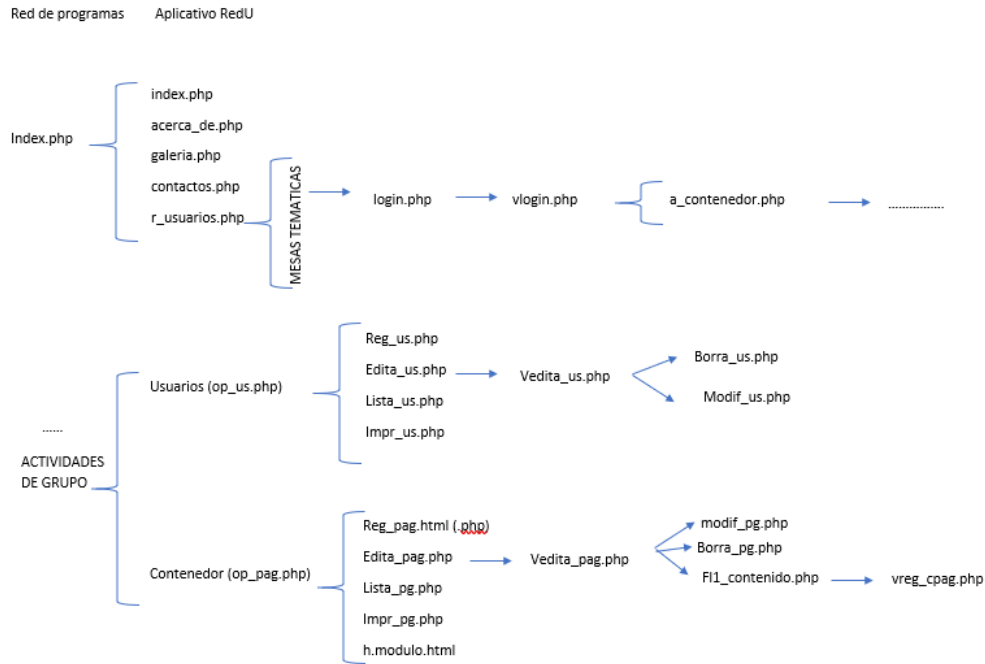 Red de programas Aplicativo RedU
index.php
acerca_de.php
Index.php
galeria.php
contactos.php
r_usuarios.php
MESAS TEMATICAS
login.php
vlogin.php
a_contenedor.php
................
Reg_us.php
Edita_us.php
Lista_us.php
Impr_us.php
Usuarios (op_us.php)
Vedita_us.php
Borra_us.php
Modif_us.php
......
ACTIVIDADES
DE GRUPO
Contenedor (op_pag.php)
Reg_pag.html (.php)
Edita_pag.php
Lista_pg.php
Impr_pg.php
h.modulo.html
Vedita_pag.php
modif_pg.php
Borra_pg.php
Fl1_contenido.php
vreg_cpag.php